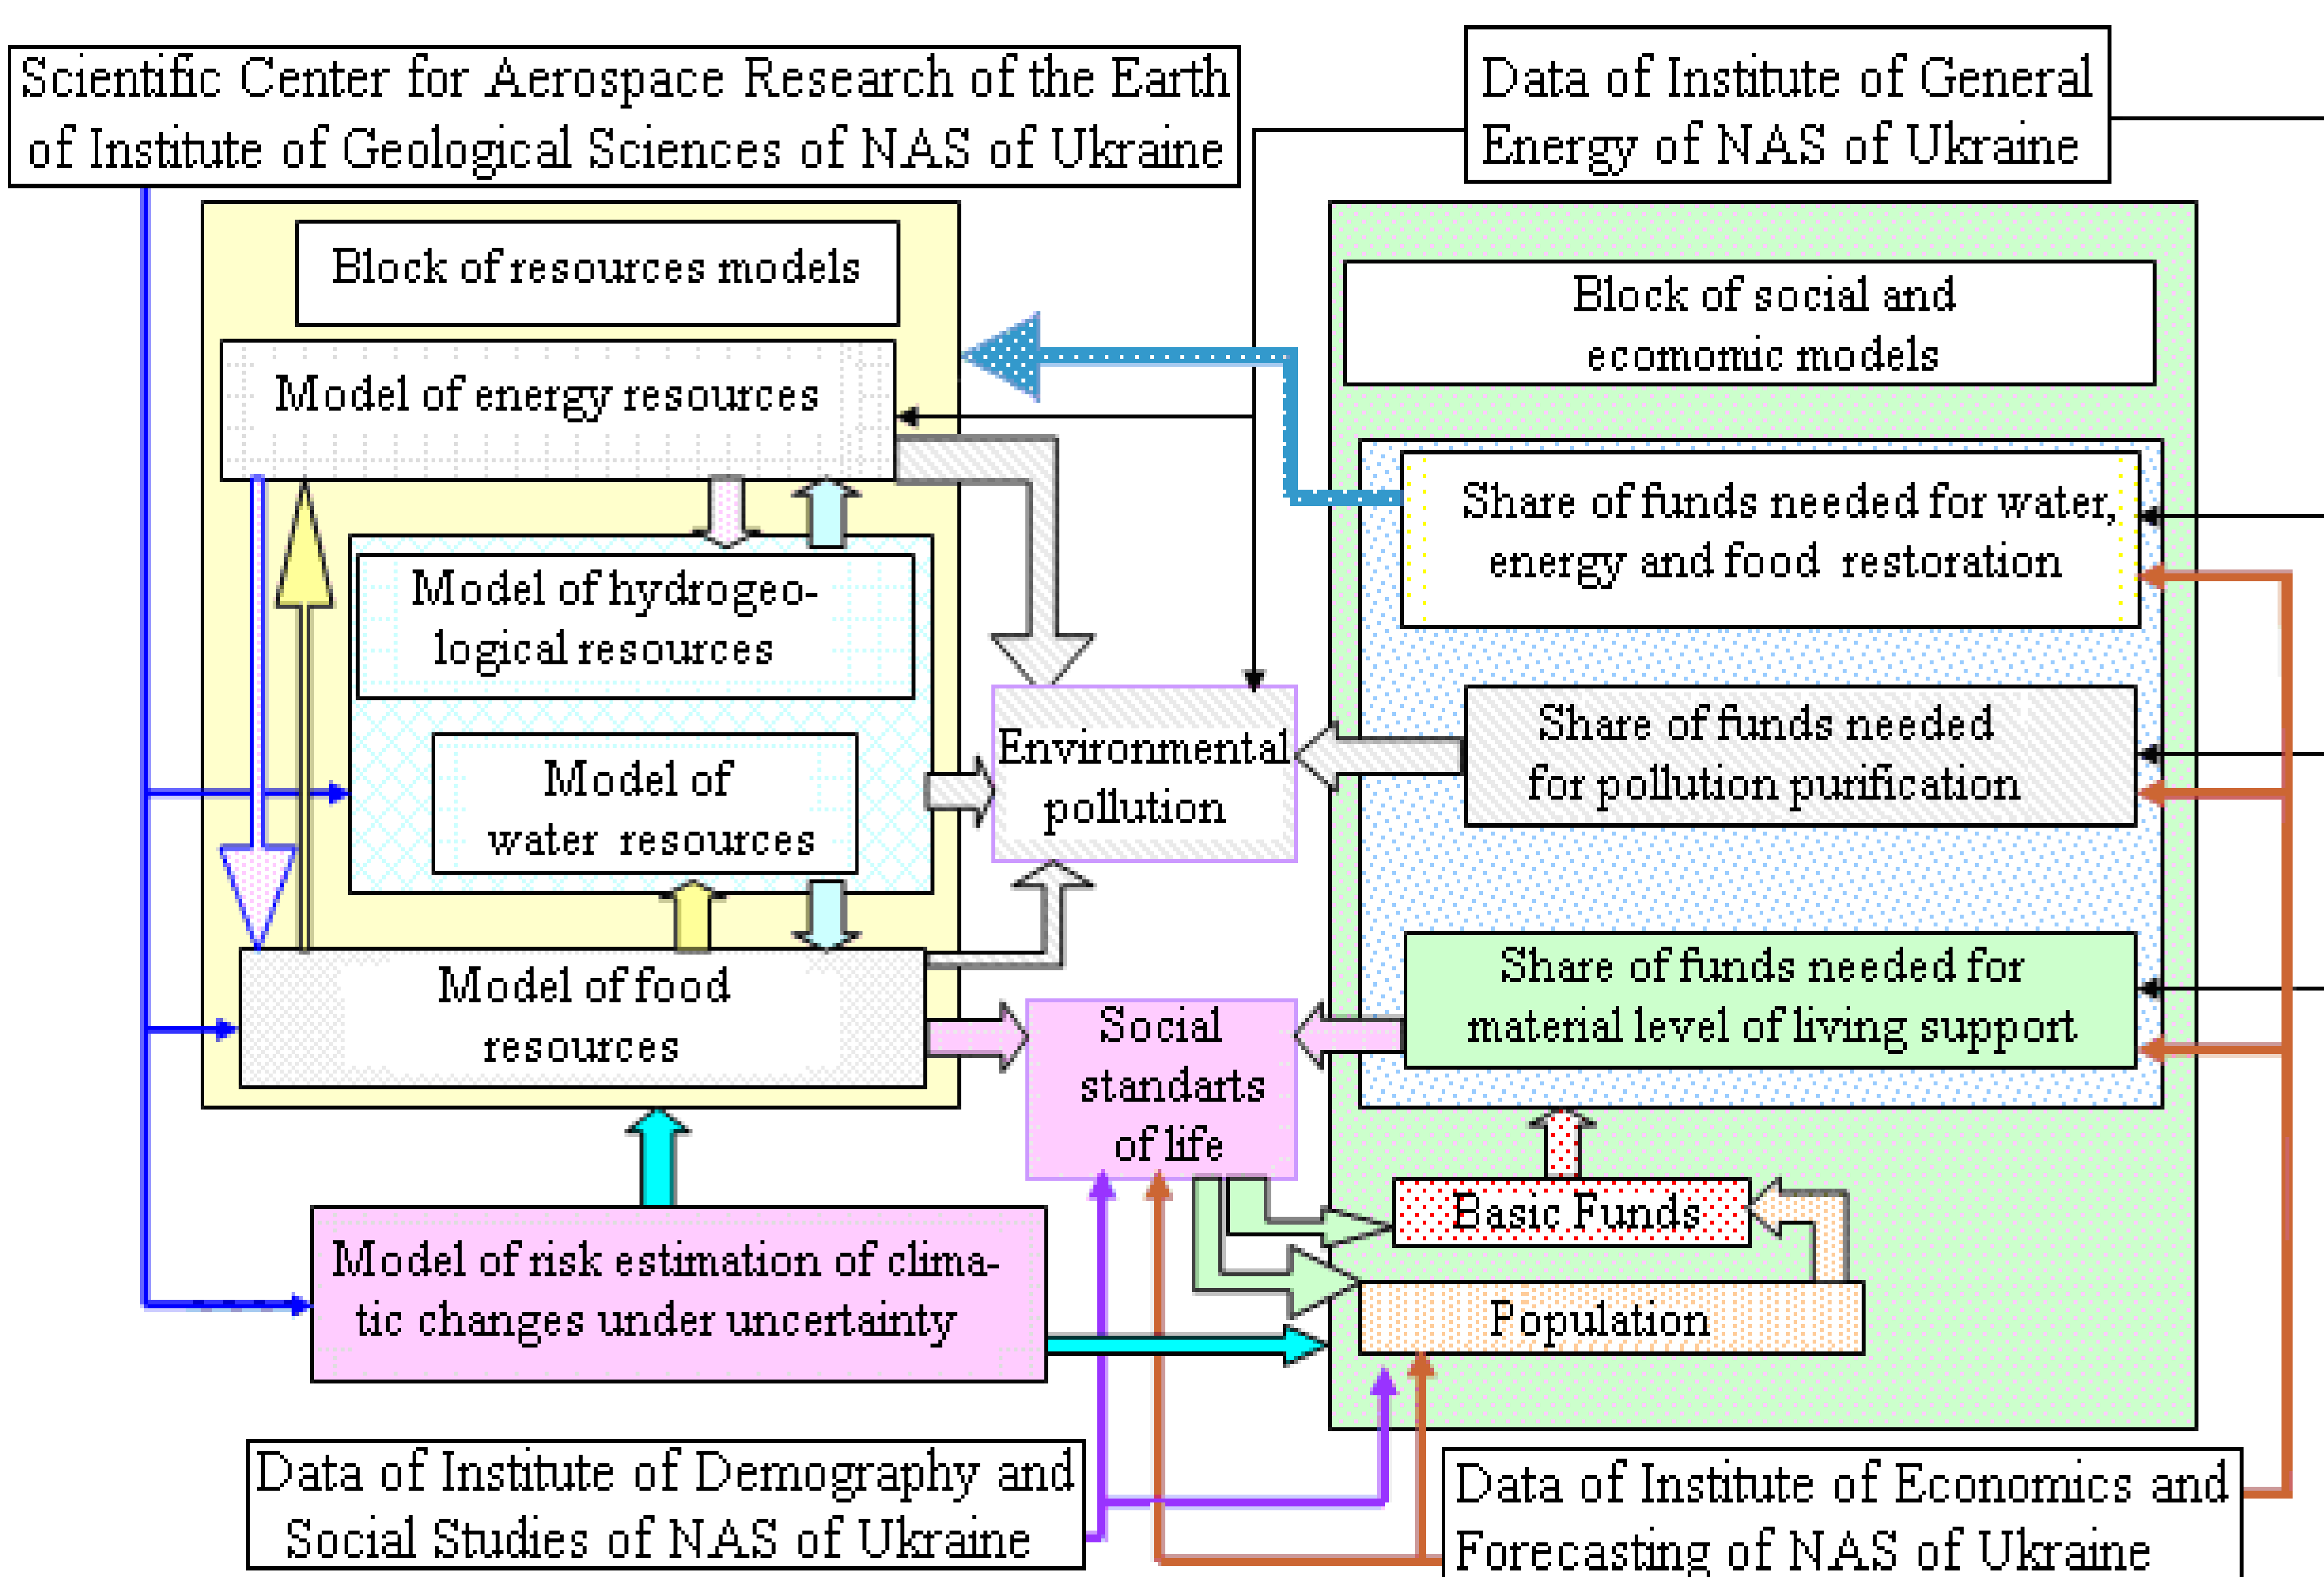 Scientific Center for Aerospace Research of the Earth
of Institute of Geological Sciences of NAS of Ukraine
Data of Institute of General
Energy of NAS of Ukraine
Block of resources models
Block of social and
ecomomic models
Model of energy resources
Share of funds needed for water,
energy and food restoration
Model of hydrogeo-
logical resources
Environmental
pollution
Share of funds needed
for pollution purification
Model of
water resources
Model of food
resources
Social
standarts
of life
Share of funds needed for
material level of living support
Basic Funds
Population
Model of risk estimation of clima-
tic changes under uncertainty
Data of Institute of Demography and
Social Studies of NAS of Ukraine
Data of Institute of Economics and
Forecasting of NAS of Ukraine